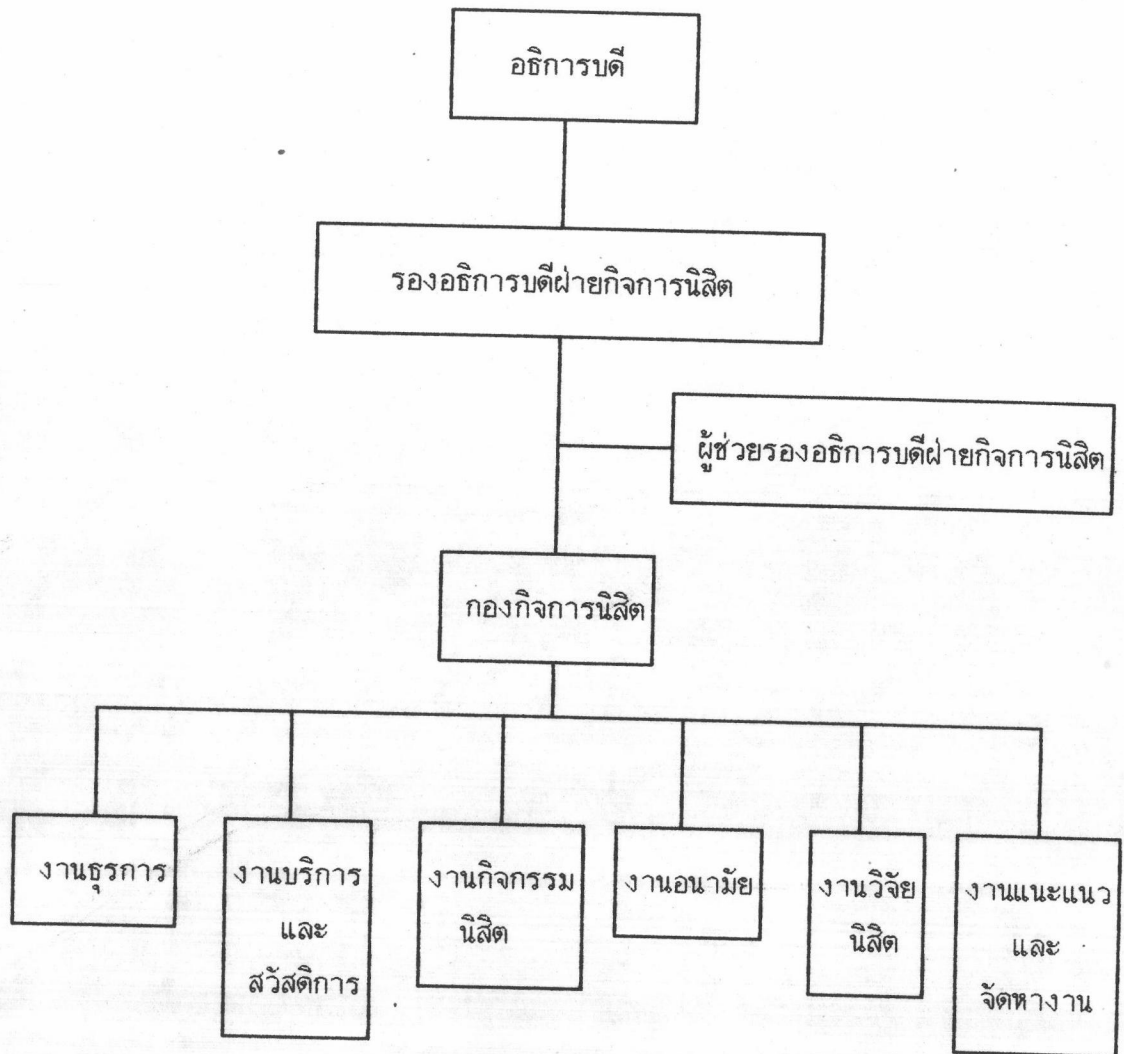 อธิการบดี
รองอธิการบดีฝ่ายกิจการนิสิต
ผู้ช่วยรองอธิการบดีฝ่ายกิจการนิสิต
กองกิจการนิสิต
งานธุรการ
งานบริการ
และ
สวัสดิการ
งานกิจกรรม
นิสิต
งานอนามัย
งานวิจัย
นิสิต
งานแนะแนว
และ
จัดหางาน